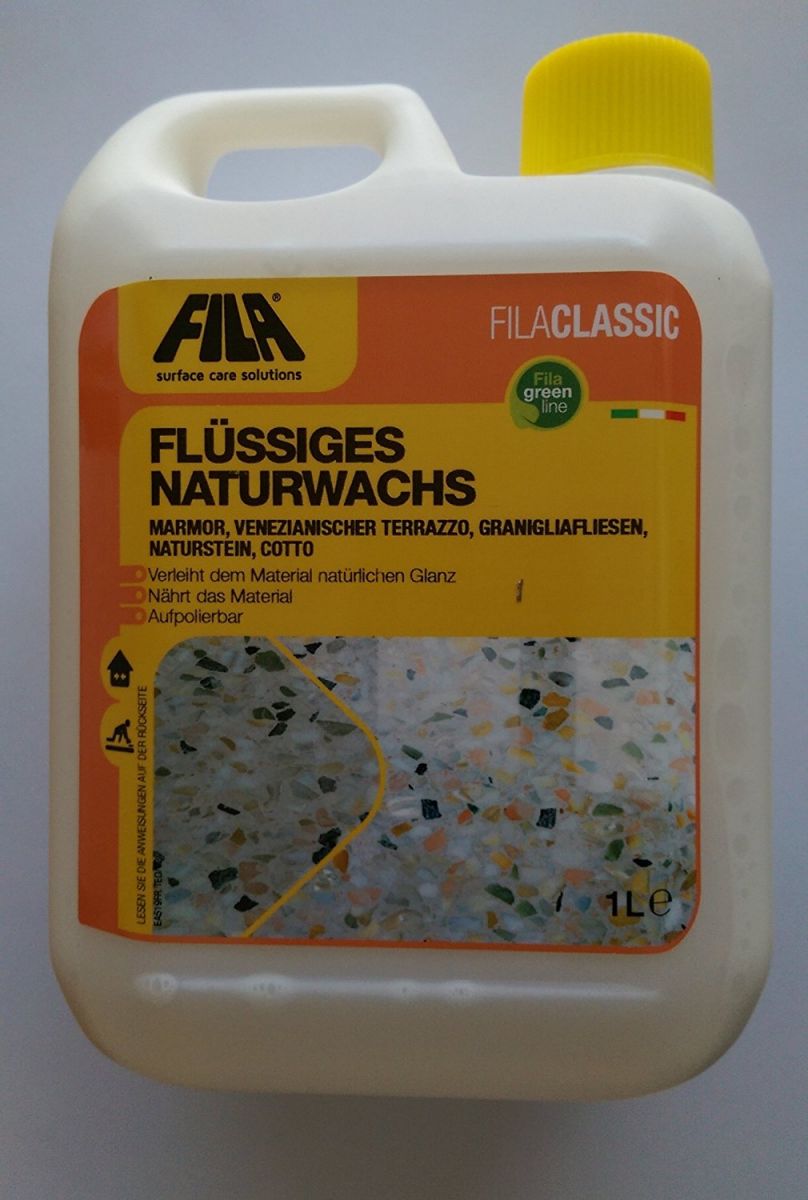 FILA®
surface care solutions
FILACLASSIC
Fila
green
line
FLÜSSIGES
NATURWACHS
MARMOR, VENEZIANISCHER TERRAZZO, GRANIGLIAFLIESEN,
NATURSTEIN, COTTO
Verleiht dem Material natürlichen Glanz
Nährt das Material
Aufpolierbar
LESEN SIE DIE ANWEISUNGEN AUF DER RÜCKSEITE
1L℮